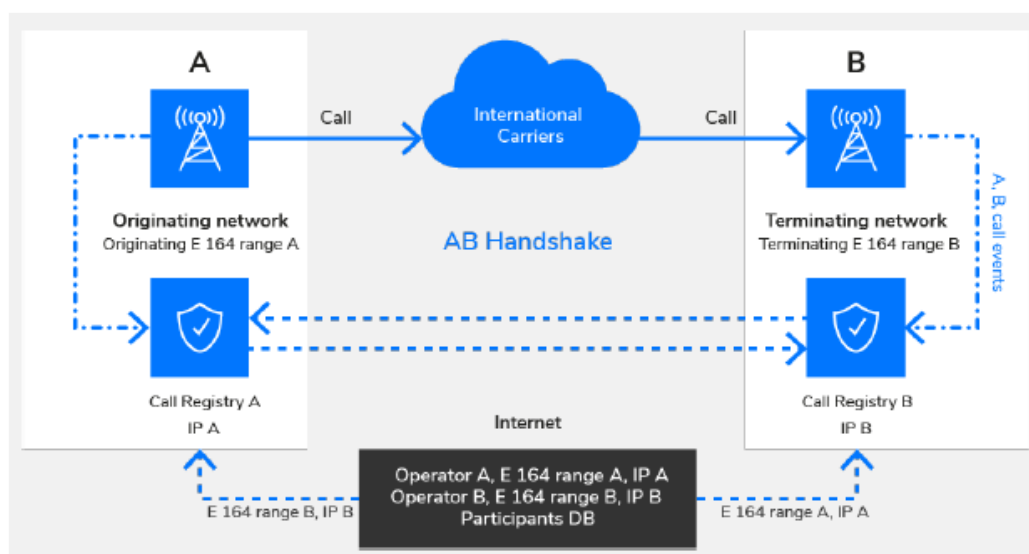 A
B
Call
International
Carriers
Call
Originating network
Originating E 164 range A
AB Handshake
Terminating network
Terminating E 164 range B
A, B, call events
Call Registry A
IP A
Call Registry B
IP B
Internet
Operator A, E 164 range A, IP A
Operator B, E 164 range B, IP B
Participants DB
E 164 range B, IP B
E 164 range A, IP A